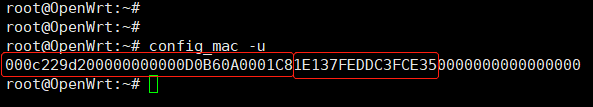 root@OpenWrt:~#
root@OpenWrt:~#
root@OpenWrt:~# config_mac -u
000c229d200000000000D0B60A0001C81E137FEDDC3FCE350000000000000000
root@OpenWrt:~#